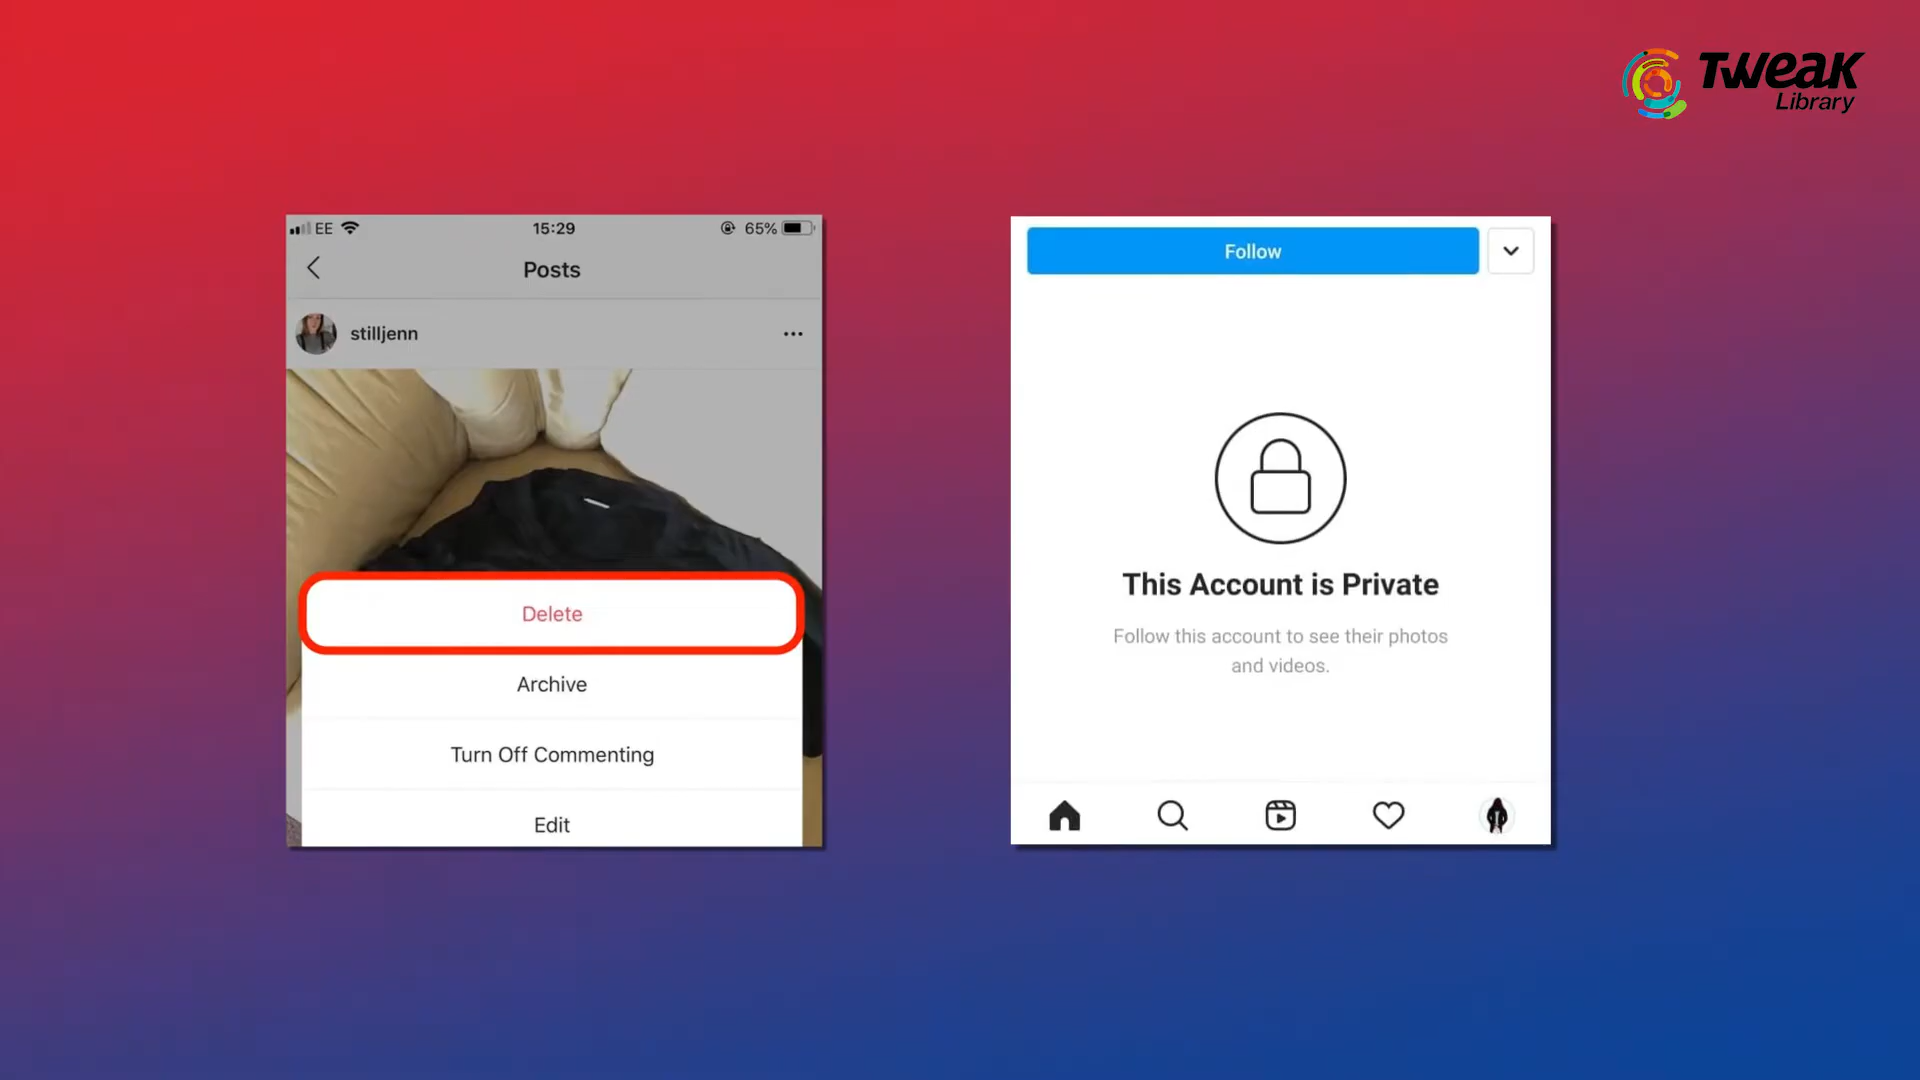 TWEAK
Library
EE
15:29
65%
Posts
stilljenn
Delete
Archive
Turn Off Commenting
Edit
Follow
This Account is Private
Follow this account to see their photos
and videos.